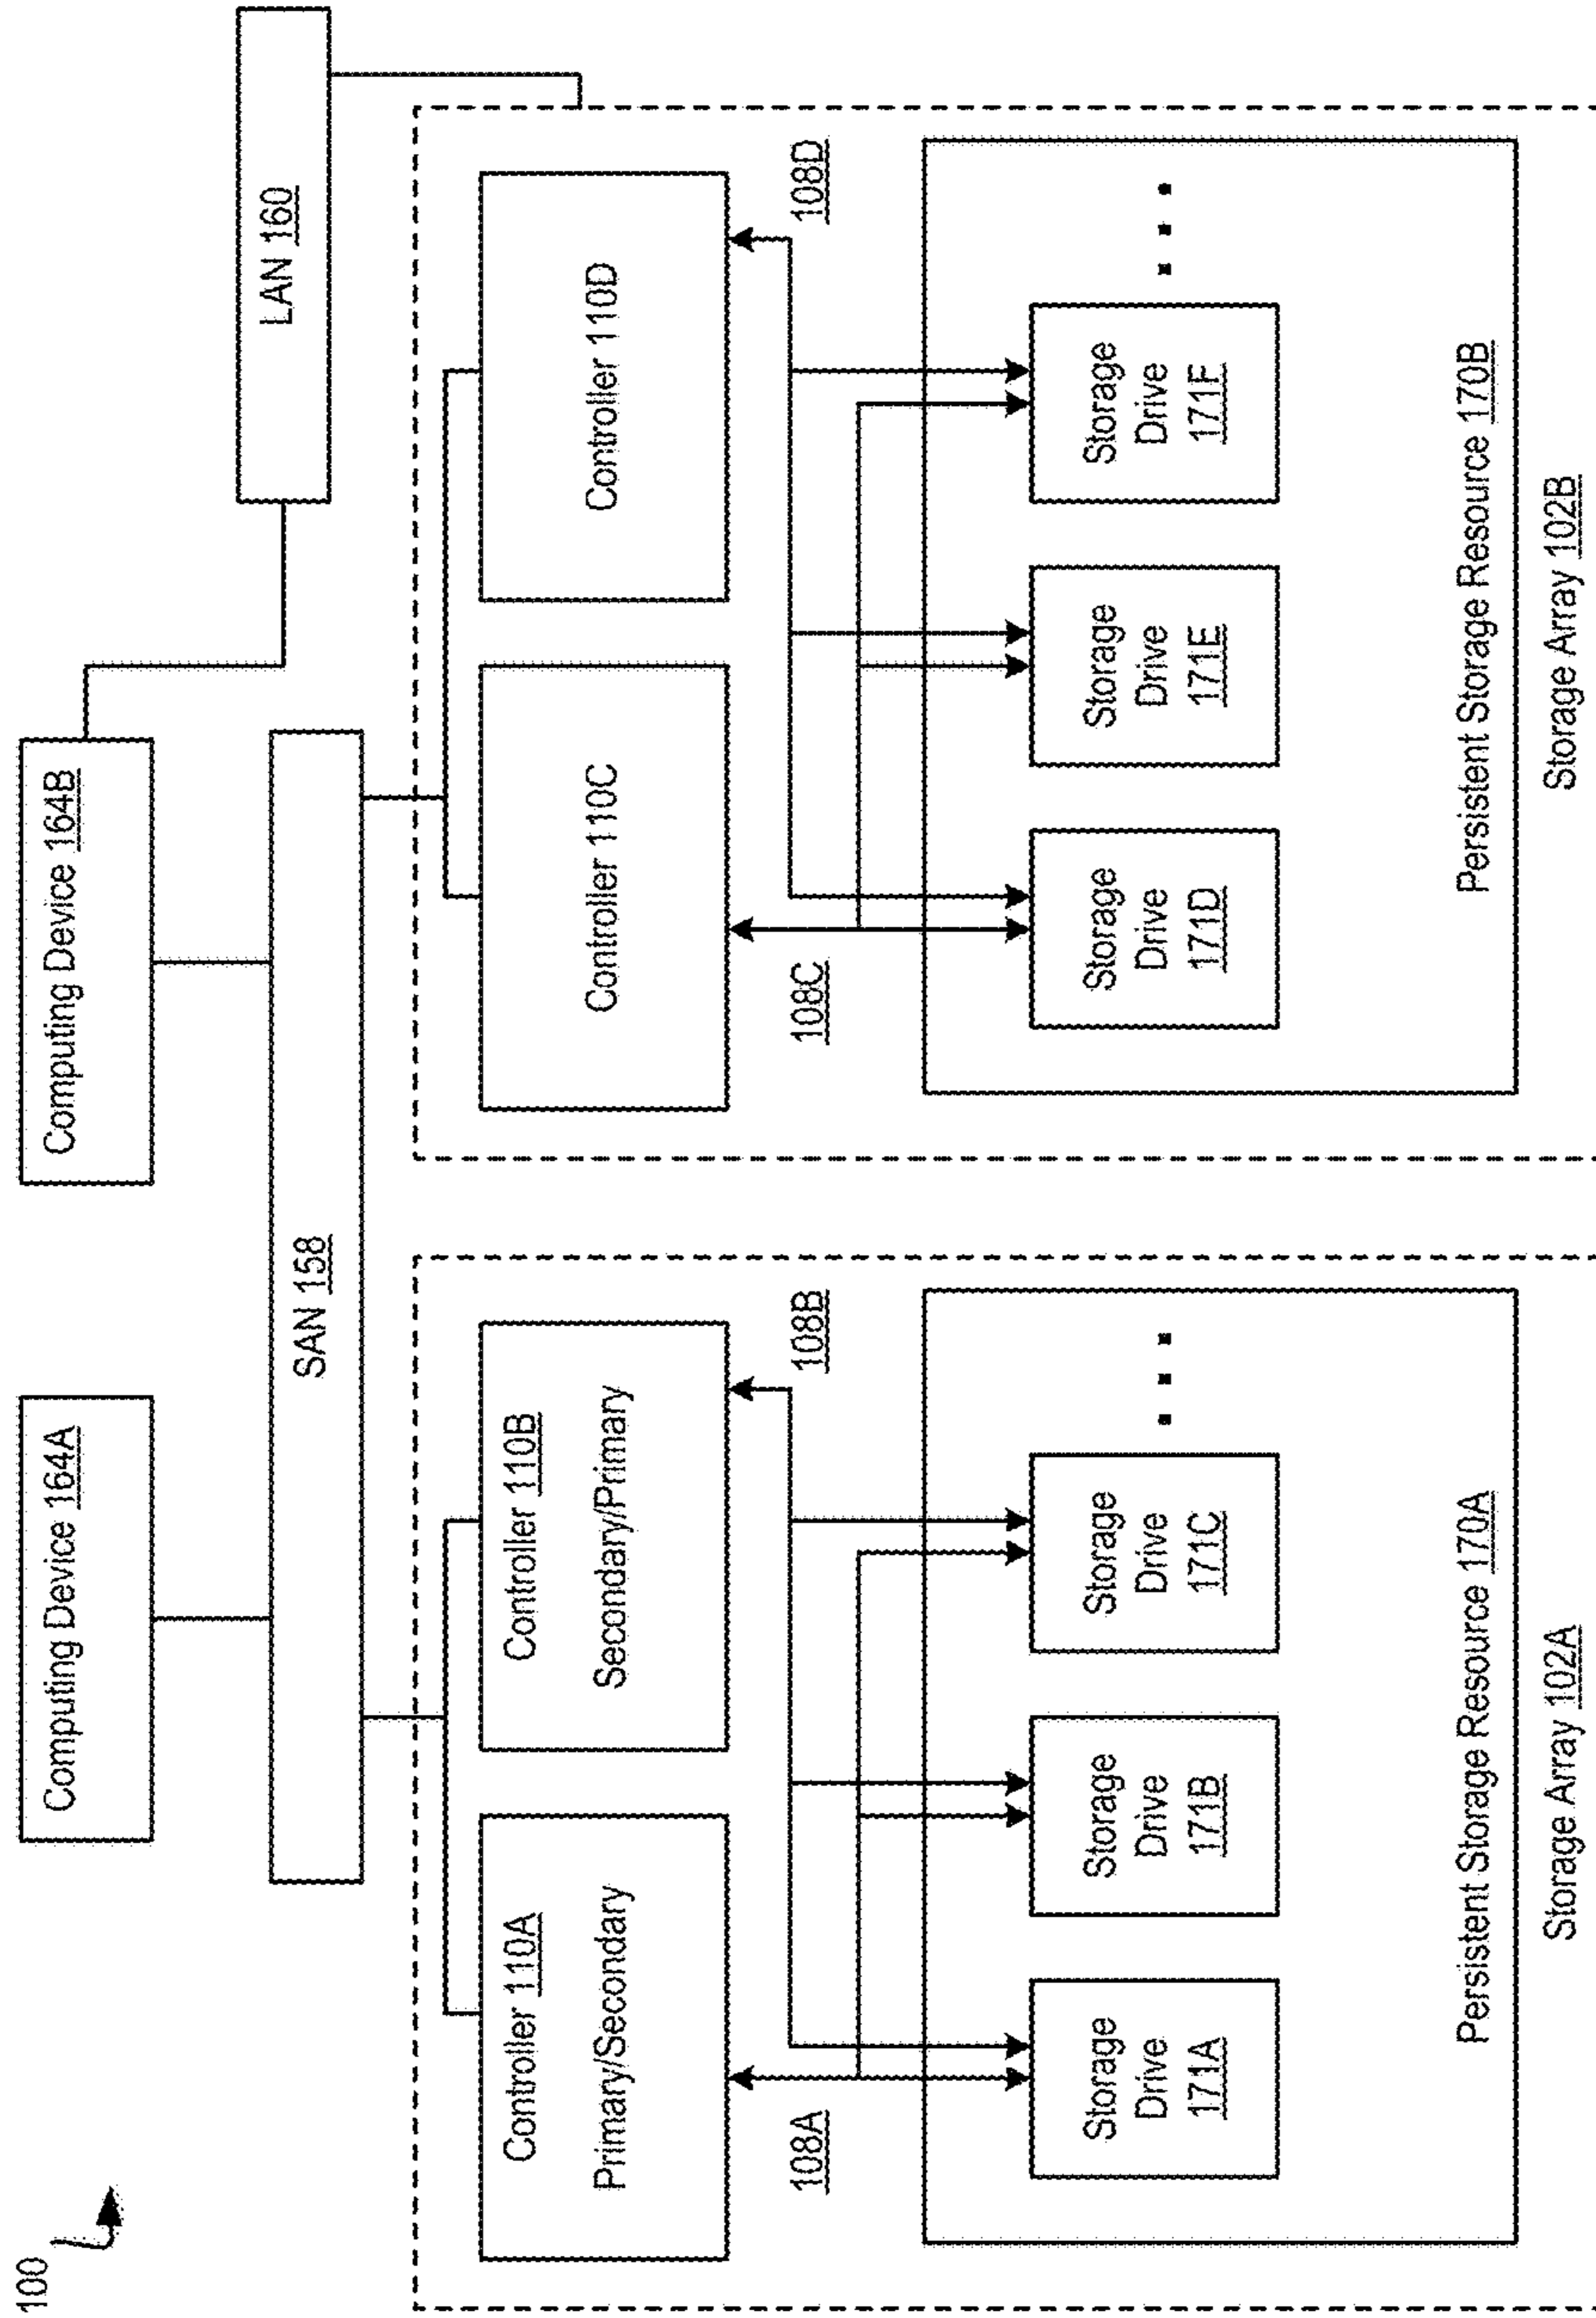 100
Computing Device 164A
Computing Device 164B
SAN 158
LAN 160
Controller 110A
Primary/Secondary
Controller 110B
Secondary/Primary
Controller 110C
Controller 110D
108A
108B
108C
108D
Storage
Drive
171A
Storage
Drive
171B
Storage
Drive
171C
Storage
Drive
171D
Storage
Drive
171E
Storage
Drive
171F
Persistent Storage Resource 170A
Persistent Storage Resource 170B
Storage Array 102A
Storage Array 102B